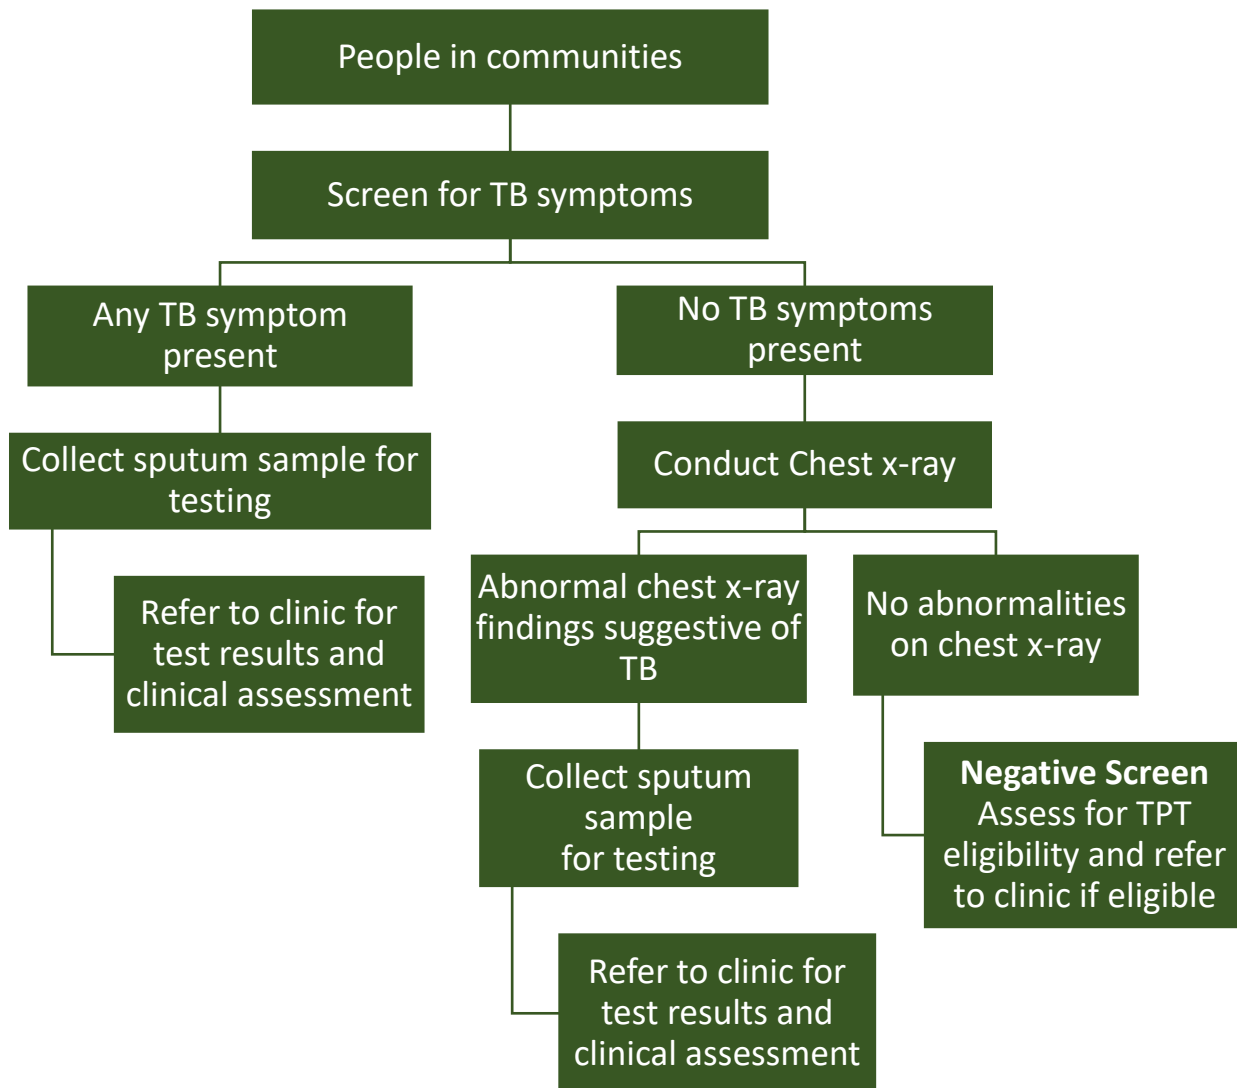 People in communities
Screen for TB symptoms
Any TB symptom
present
No TB symptoms
present
Collect sputum sample for
testing
Conduct Chest x-ray
Refer to clinic for
test results and
clinical assessment
Abnormal chest x-ray
findings suggestive of
TB
No abnormalities
on chest x-ray
Collect sputum
sample
for testing
Negative Screen
Assess for TPT
eligibility and refer
to clinic if eligible
Refer to clinic for
test results and
clinical assessment